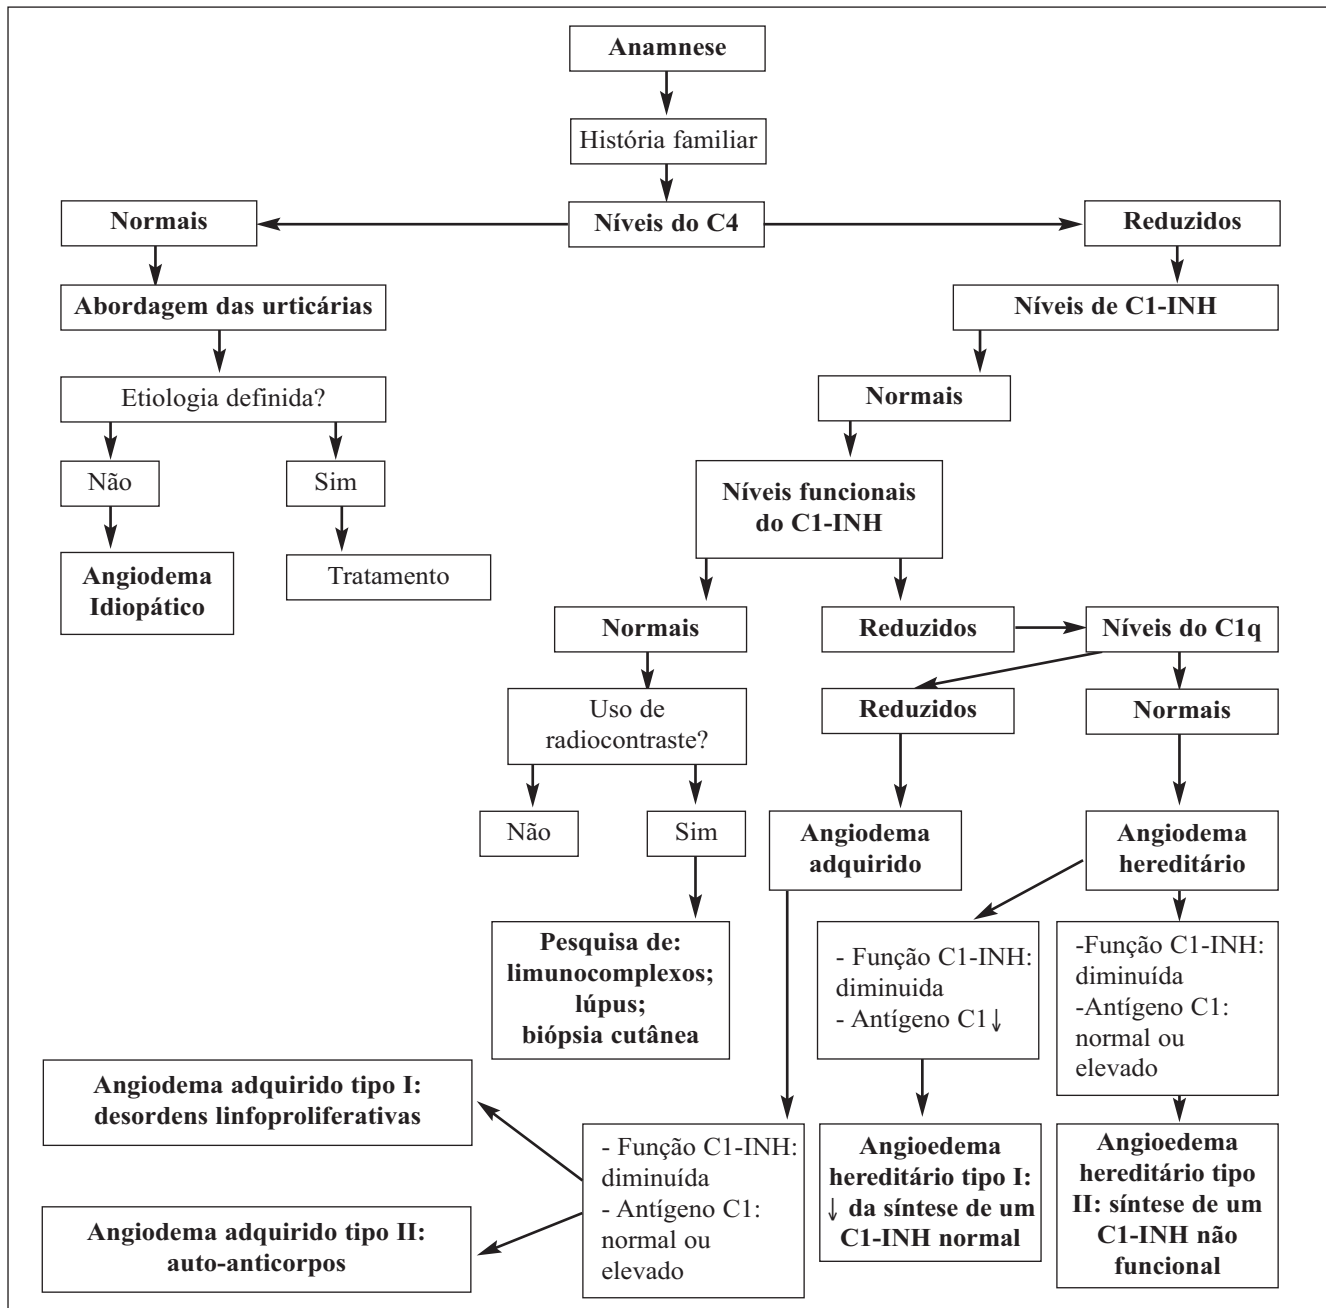 Anamnese
História familiar
Níveis do C4
Normais
Reduzidos
Abordagem das urticárias
Níveis de C1-INH
Etiologia definida?
Normais
Não
Sim
Níveis funcionais
do C1-INH
Angiodema
Idiopático
Tratamento
Normais
Reduzidos
Níveis do C1q
Uso de
radiocontraste?
Reduzidos
Normais
Não
Sim
Angiodema
adquirido
Angiodema
hereditário
Pesquisa de:
limunocomplexos;
lúpus;
biópsia cutânea
- Função C1-INH:
diminuida
- Antígeno C1↓
-Função C1-INH:
diminuída
-Antígeno C1:
normal ou
elevado
Angiodema adquirido tipo I:
desordens linfoproliferativas
Angiodema adquirido tipo II:
auto-anticorpos
- Função C1-INH:
diminuída
- Antígeno C1:
normal ou
elevado
Angioedema
hereditário tipo I:
↓ da síntese de um
C1-INH normal
Angioedema
hereditário tipo
II: síntese de um
C1-INH não
funcional